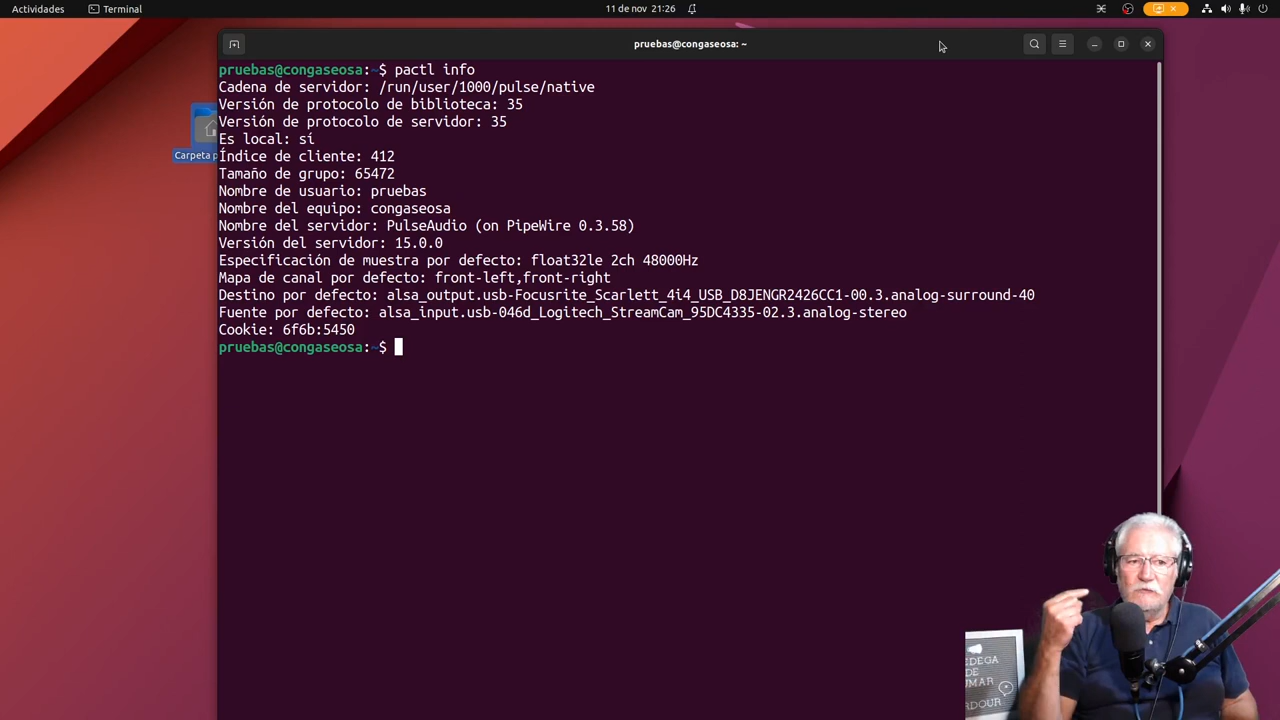 Actividades
Terminal
11 de nov 21:26
pruebas@congaseosa: ~
pruebas@congaseosa:~$ pactl info
Cadena de servidor: /run/user/1000/pulse/native
Versión de protocolo de biblioteca: 35
Versión de protocolo de servidor: 35
Es local: sí
Índice de cliente: 412
Tamaño de grupo: 65472
Nombre de usuario: pruebas
Nombre del equipo: congaseosa
Nombre del servidor: PulseAudio (on PipeWire 0.3.58)
Versión del servidor: 15.0.0
Especificación de muestra por defecto: float32le 2ch 48000Hz
Mapa de canal por defecto: front-left,front-right
Destino por defecto: alsa_output.usb-Focusrite_Scarlett_4i4_USB_D8JENGR2426CC1-00.3.analog-surround-40
Fuente por defecto: alsa_input.usb-046d_Logitech_StreamCam_95DC4335-02.3.analog-stereo
Cookie: 6f6b:5450
pruebas@congaseosa:~$
Carpeta p
EDEGA
DE
UMAR
RDOUR